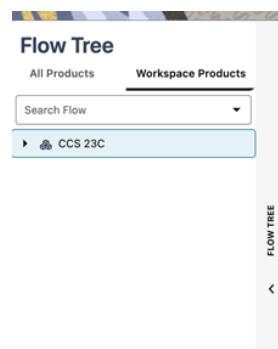 Flow Tree
All Products
Workspace Products
Search Flow
CCS 23C
FLOW TREE